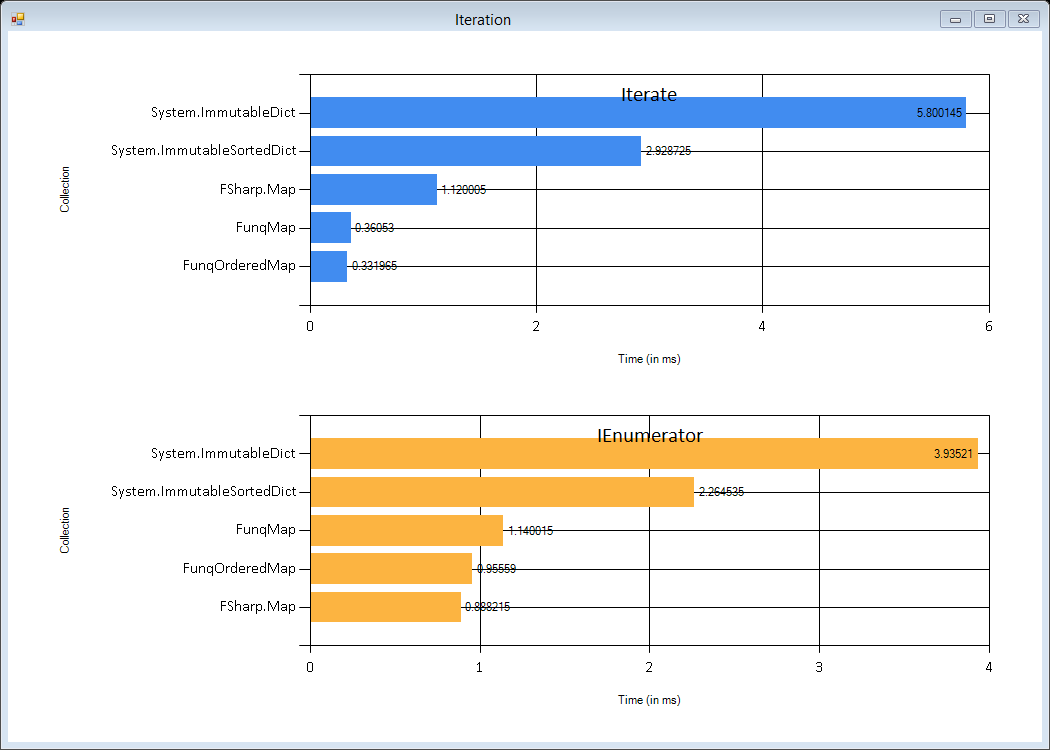 Iteration
Iterate
System.ImmutableDict
5.800145
System.ImmutableSortedDict
2.928725
FSharp.Map
1.120005
FunqMap
0.36053
FunqOrderedMap
0.331965
Collection
0 2 4 6
Time (in ms)
IEnumerator
System.ImmutableDict
3.93521
System.ImmutableSortedDict
2.264535
FunqMap
1.140015
FunqOrderedMap
0.95559
FSharp.Map
0.888215
Collection
0 1 2 3 4
Time (in ms)